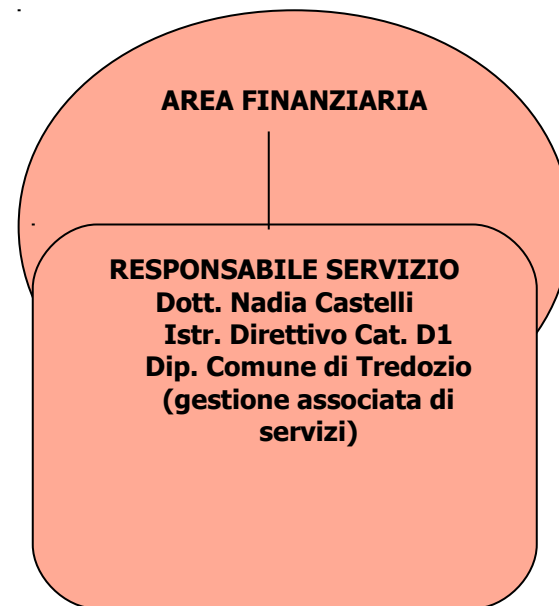 AREA FINANZIARIA
RESPONSABILE SERVIZIO
Dott. Nadia Castelli
Istr. Direttivo Cat. D1
Dip. Comune di Tredozio
(gestione associata di
servizi)